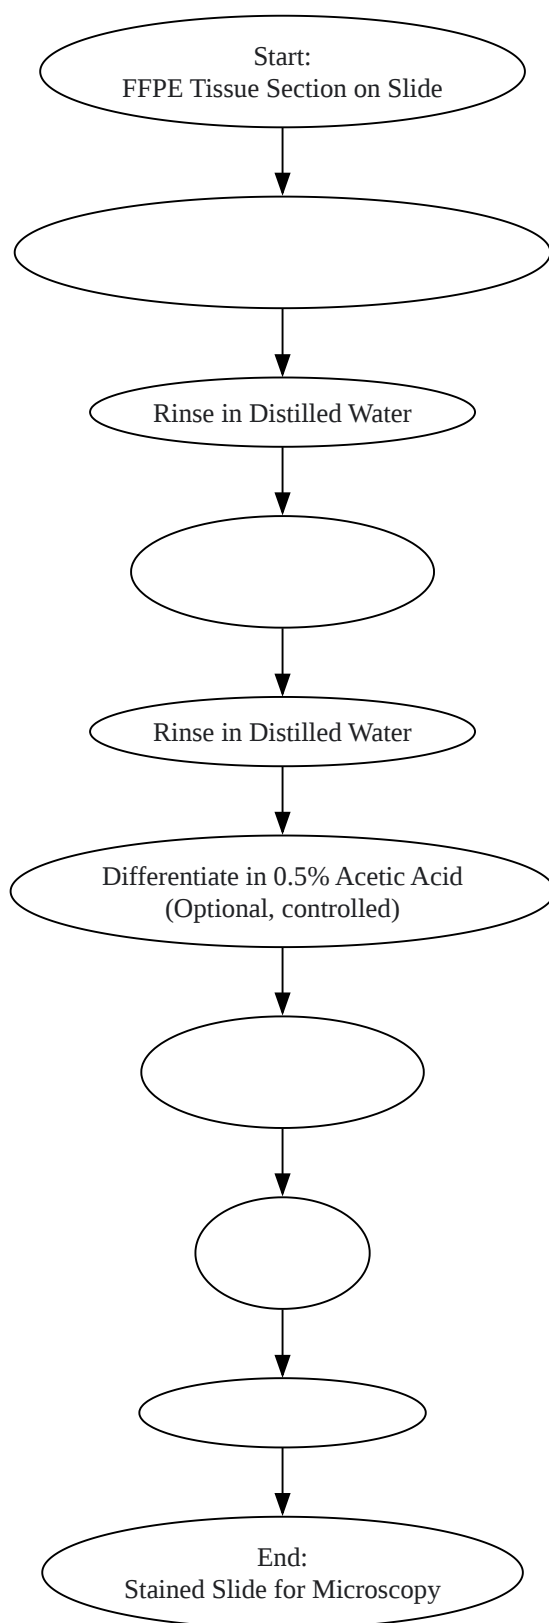 Start:
FFPE Tissue Section on Slide
Rinse in Distilled Water
Rinse in Distilled Water
Differentiate in 0.5% Acetic Acid
(Optional, controlled)
End:
Stained Slide for Microscopy